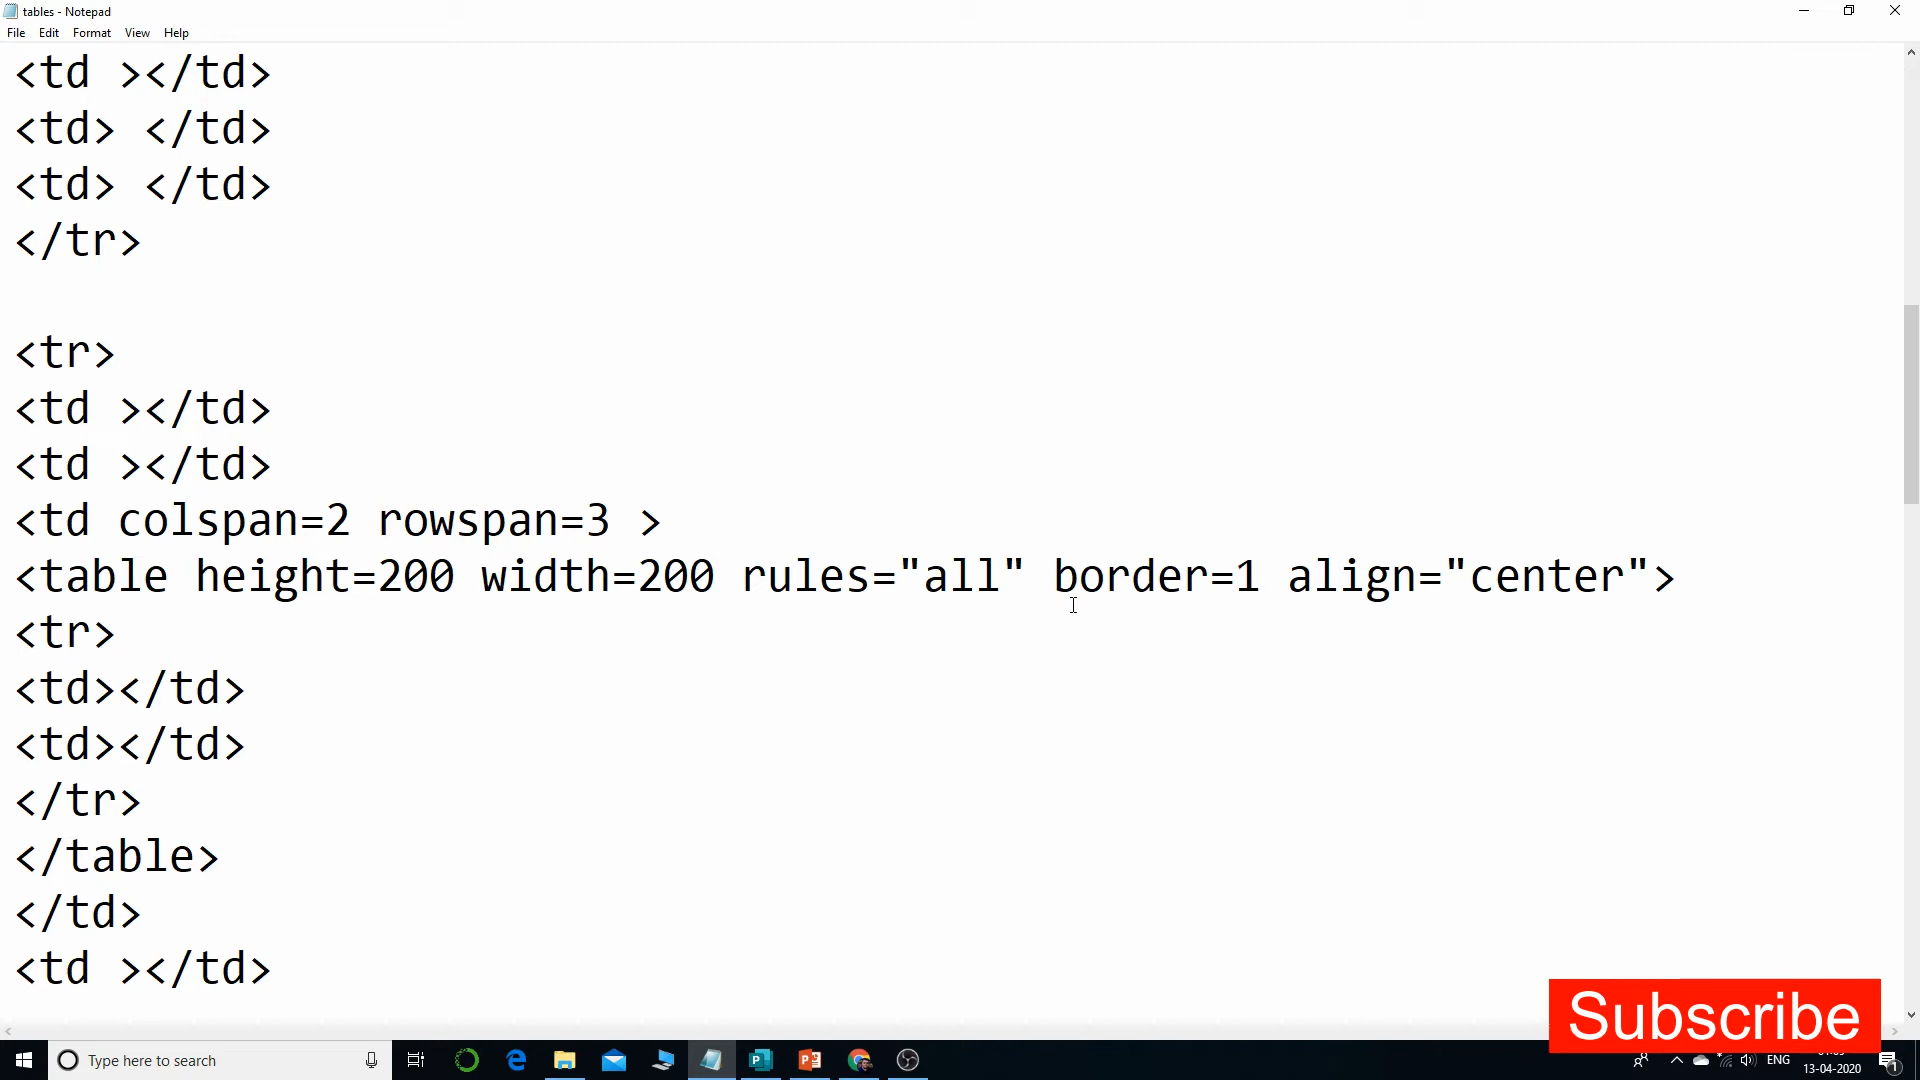 tables - Notepad
File Edit Format View Help
<td ></td>
<td> </td>
<td> </td>
</tr>
<tr>
<td ></td>
<td ></td>
<td colspan=2 rowspan=3 >
<table height=200 width=200 rules="all" border=1 align="center">
<tr>
<td></td>
<td></td>
</tr>
</table>
</td>
<td ></td>
Subscribe
Type here to search
ENG
13-04-2020